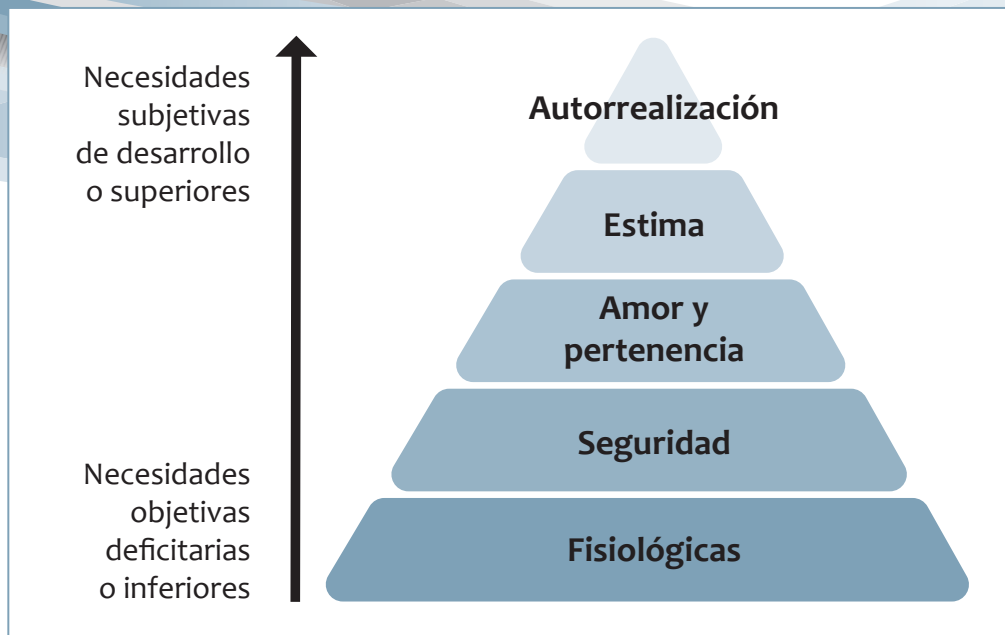 Necesidades
subjetivas
de desarrollo
o superiores
Autorrealización
Estima
Amor y
pertenencia
Seguridad
Necesidades
objetivas
deficitarias
o inferiores
Fisiológicas